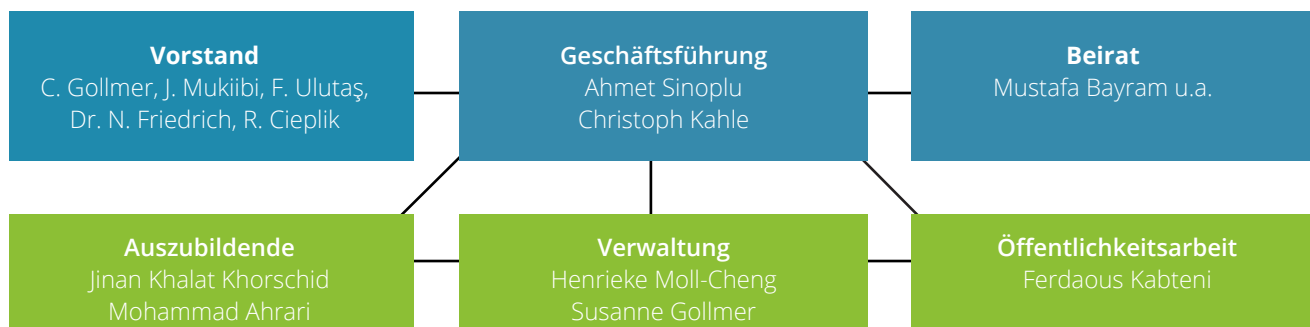 Vorstand
C. Gollmer, J. Mukiibi, F. Ulutaş,
Dr. N. Friedrich, R. Cieplik
Geschäftsführung
Ahmet Sinoplu
Christoph Kahle
Beirat
Mustafa Bayram u.a.
Auszubildende
Jinan Khalat Khorschid
Mohammad Ahrari
Verwaltung
Henrieke Moll-Cheng
Susanne Gollmer
Öffentlichkeitsarbeit
Ferdaous Kabteni